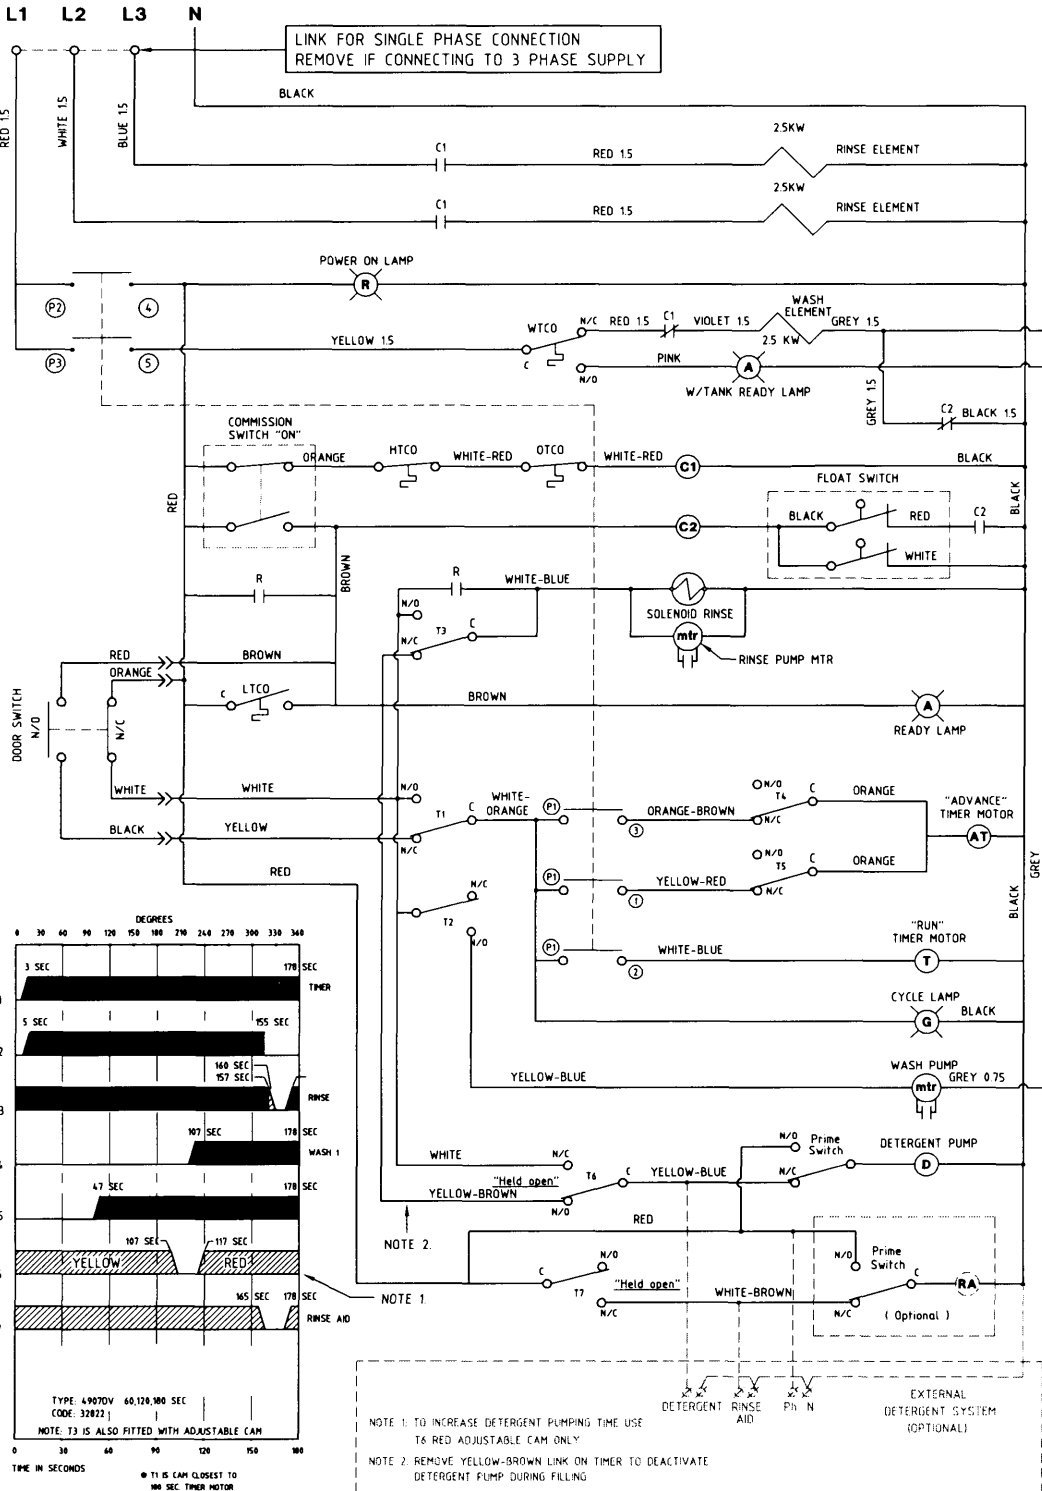 L1 L2 L3 N
LINK FOR SINGLE PHASE CONNECTION
REMOVE IF CONNECTING TO 3 PHASE SUPPLY
BLACK
RED 1.5
WHITE 1.5
BLUE 1.5
2.5KW
C1
RED 1.5
RINSE ELEMENT
2.5KW
C1
RED 1.5
RINSE ELEMENT
POWER ON LAMP
R
P2
4
WASH
ELEMENT
WTCO
N/C
RED 1.5
C1
VIOLET 1.5
GREY 1.5
YELLOW 1.5
2.5 KW
P3
5
C
PINK
A
N/O
W/TANK READY LAMP
GREY 1.5
C2
BLACK 1.5
COMMISSION
SWITCH "ON"
ORANGE
HTCO
WHITE-RED
OTCO
WHITE-RED
C1
BLACK
FLOAT SWITCH
RED
BLACK
C2
BLACK
RED
C2
WHITE
BROWN
R
R
WHITE-BLUE
N/O
SOLENOID RINSE
T3
C
N/C
mtr
RINSE PUMP MTR
RED
BROWN
ORANGE
C
LTCO
BROWN
A
READY LAMP
DOOR SWITCH
N/O
N/C
WHITE
WHITE
N/O
WHITE-
ORANGE
T1
C
P1
ORANGE-BROWN
N/O
T4
C
ORANGE
"ADVANCE"
TIMER MOTOR
BLACK
YELLOW
N/C
3
N/C
AT
RED
N/O
T5
C
ORANGE
P1
YELLOW-RED
N/C
1
GREY
BLACK
N/C
T2
N/O
P1
WHITE-BLUE
2
"RUN"
TIMER MOTOR
T
CYCLE LAMP
G
BLACK
WASH PUMP
YELLOW-BLUE
mtr
GREY 0.75
DEGREES
0 30 60 90 120 150 180 210 240 270 300 330 360
3 SEC
178 SEC
TIMER
5 SEC
155 SEC
160 SEC
157 SEC
RINSE
107 SEC
178 SEC
WASH 1
47 SEC
178 SEC
107 SEC
117 SEC
YELLOW
RED
165 SEC
178 SEC
RINSE AID
TYPE: 4907DV 60,120,180 SEC
CODE: 32022
NOTE: T3 IS ALSO FITTED WITH ADJUSTABLE CAM
0 30 60 90 120 150 180
TIME IN SECONDS
T1 IS CAM CLOSEST TO
180 SEC. TIMER MOTOR
WHITE
N/C
N/O
Prime
Switch
DETERGENT PUMP
"Held open"
T6
C
YELLOW-BLUE
N/C
D
YELLOW-BROWN
N/O
RED
NOTE 2.
N/O
Prime
Switch
C
N/O
T7
"Held open"
N/C
WHITE-BROWN
N/C
C
RA
( Optional )
NOTE 1.
DETERGENT
RINSE
AID
Ph
N
EXTERNAL
DETERGENT SYSTEM
(OPTIONAL)
NOTE 1: TO INCREASE DETERGENT PUMPING TIME USE
T6 RED ADJUSTABLE CAM ONLY
NOTE 2. REMOVE YELLOW-BROWN LINK ON TIMER TO DEACTIVATE
DETERGENT PUMP DURING FILLING